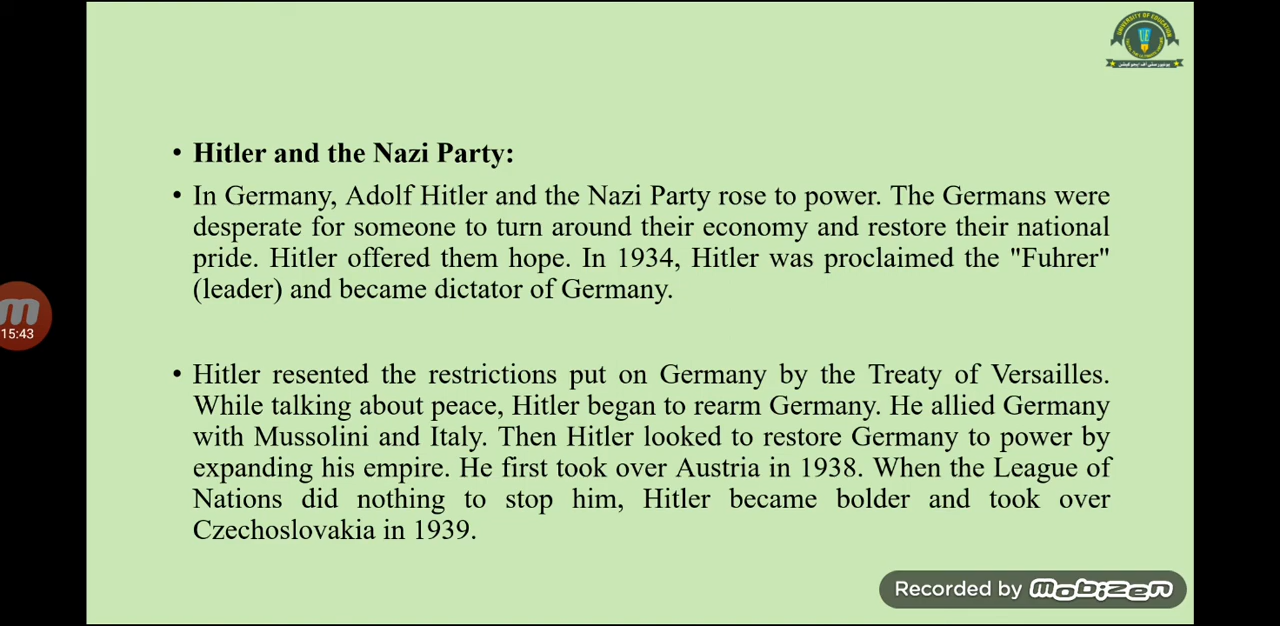 UNIVERSITY OF EDUCATION
• Hitler and the Nazi Party:
• In Germany, Adolf Hitler and the Nazi Party rose to power. The Germans were
desperate for someone to turn around their economy and restore their national
pride. Hitler offered them hope. In 1934, Hitler was proclaimed the "Fuhrer"
(leader) and became dictator of Germany.
15:43
• Hitler resented the restrictions put on Germany by the Treaty of Versailles.
While talking about peace, Hitler began to rearm Germany. He allied Germany
with Mussolini and Italy. Then Hitler looked to restore Germany to power by
expanding his empire. He first took over Austria in 1938. When the League of
Nations did nothing to stop him, Hitler became bolder and took over
Czechoslovakia in 1939.
Recorded by mobizen